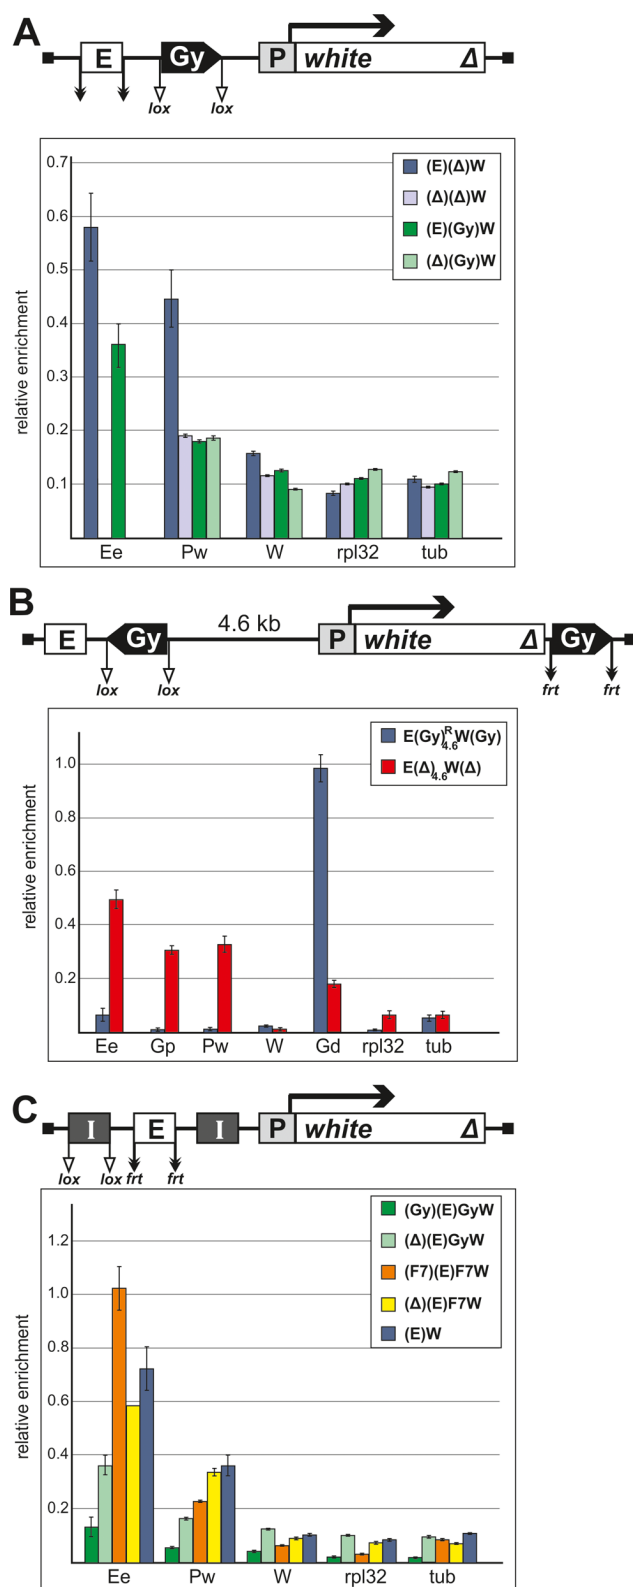 A
E Gy P white Δ
lox lox
0.7
0.6
0.5
0.4
0.3
0.2
0.1
relative enrichment
(E)(Δ)W
(Δ)(Δ)W
(E)(Gy)W
(Δ)(Gy)W
Ee Pw W rpl32 tub
B
E Gy 4.6 kb P white Δ Gy
lox lox frt frt
1.0
0.8
0.6
0.4
0.2
relative enrichment
E(Gy)R4.6W(Gy)
E(Δ)4.6W(Δ)
Ee Gp Pw W Gd rpl32 tub
C
I E I P white Δ
lox lox frt frt
1.2
1.0
0.8
0.6
0.4
0.2
relative enrichment
(Gy)(E)GyW
(Δ)(E)GyW
(F7)(E)F7W
(Δ)(E)F7W
(E)W
Ee Pw W rpl32 tub